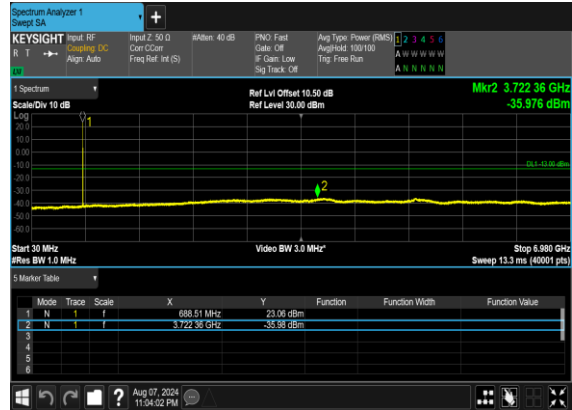 Spectrum Analyzer 1
Swept SA
+
KEYSIGHT Input: RF Input Z: 50 Ω #Atten: 40 dB PNO: Fast Avg Type: Power (RMS) 1 2 3 4 5 6
R T Coupling: DC Corr CCorr Gate: Off Avg|Hold: 100/100 A W W W W W
Align: Auto Freq Ref: Int (S) IF Gain: Low Trig: Free Run
Sig Track: Off A N N N N N
1 Spectrum Ref Lvl Offset 10.50 dB Mkr2 3.722 36 GHz
Scale/Div 10 dB Ref Level 30.00 dBm -35.976 dBm
Log
20.0
10.0
0.00
-10.0
-20.0
-30.0
-40.0
-50.0
-60.0
1
DL1 -13.00 dBm
2
Start 30 MHz Video BW 3.0 MHz* Stop 6.980 GHz
#Res BW 1.0 MHz Sweep 13.3 ms (40001 pts)
5 Marker Table
Mode Trace Scale X Y Function Function Width Function Value
1 N 1 f 688.51 MHz 23.06 dBm
2 N 1 f 3.722 36 GHz -35.98 dBm
3
4
5
6
? Aug 07, 2024
11:04:02 PM